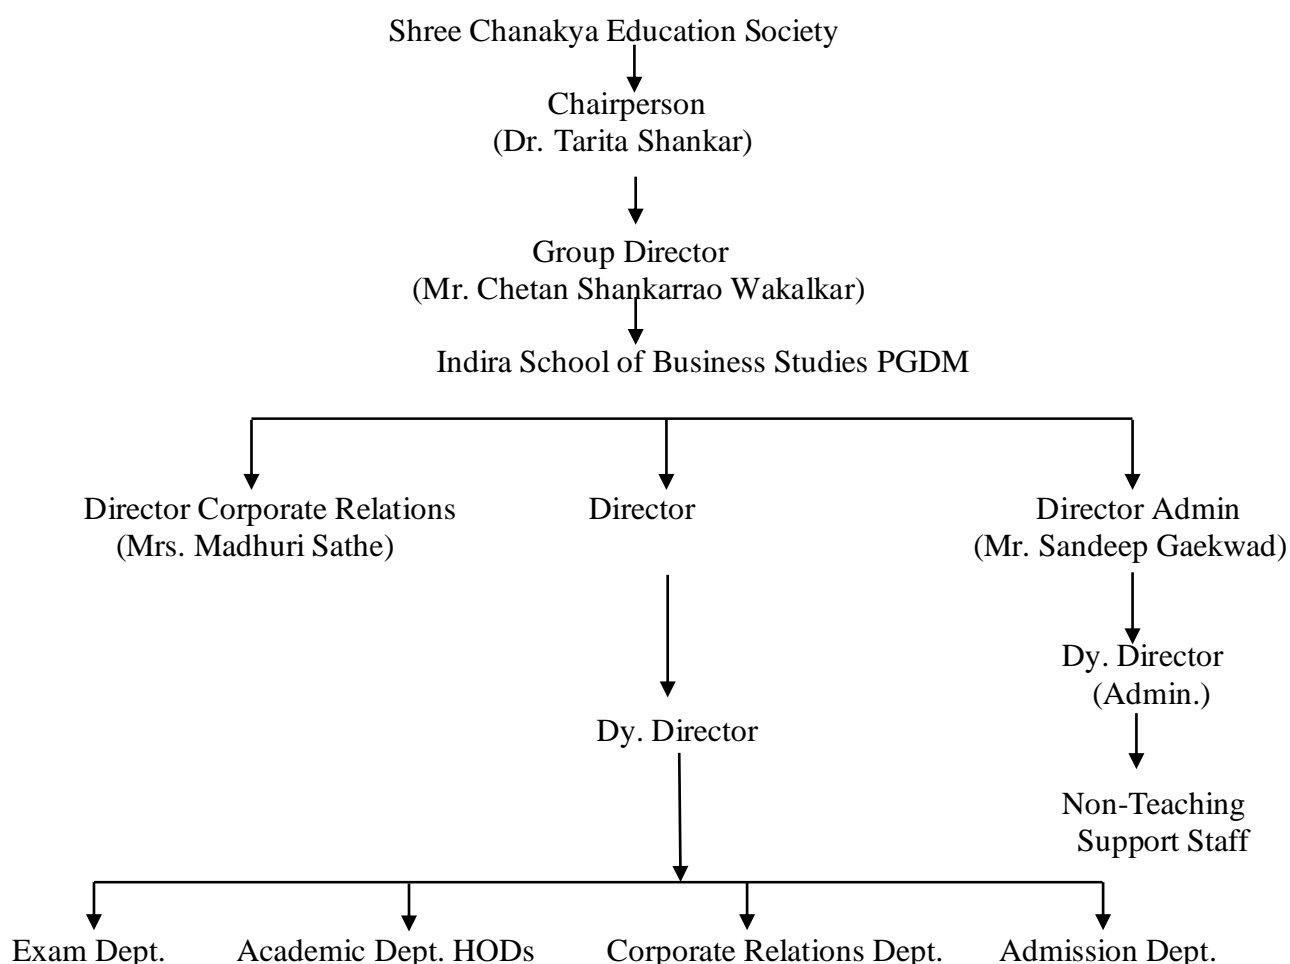 Shree Chanakya Education Society
Chairperson
(Dr. Tarita Shankar)
Group Director
(Mr. Chetan Shankarrao Wakalkar)
Indira School of Business Studies PGDM
Director Corporate Relations
(Mrs. Madhuri Sathe)
Director
Director Admin
(Mr. Sandeep Gaekwad)
Dy. Director
(Admin.)
Dy. Director
Non-Teaching
Support Staff
Exam Dept.
Academic Dept. HODs
Corporate Relations Dept.
Admission Dept.